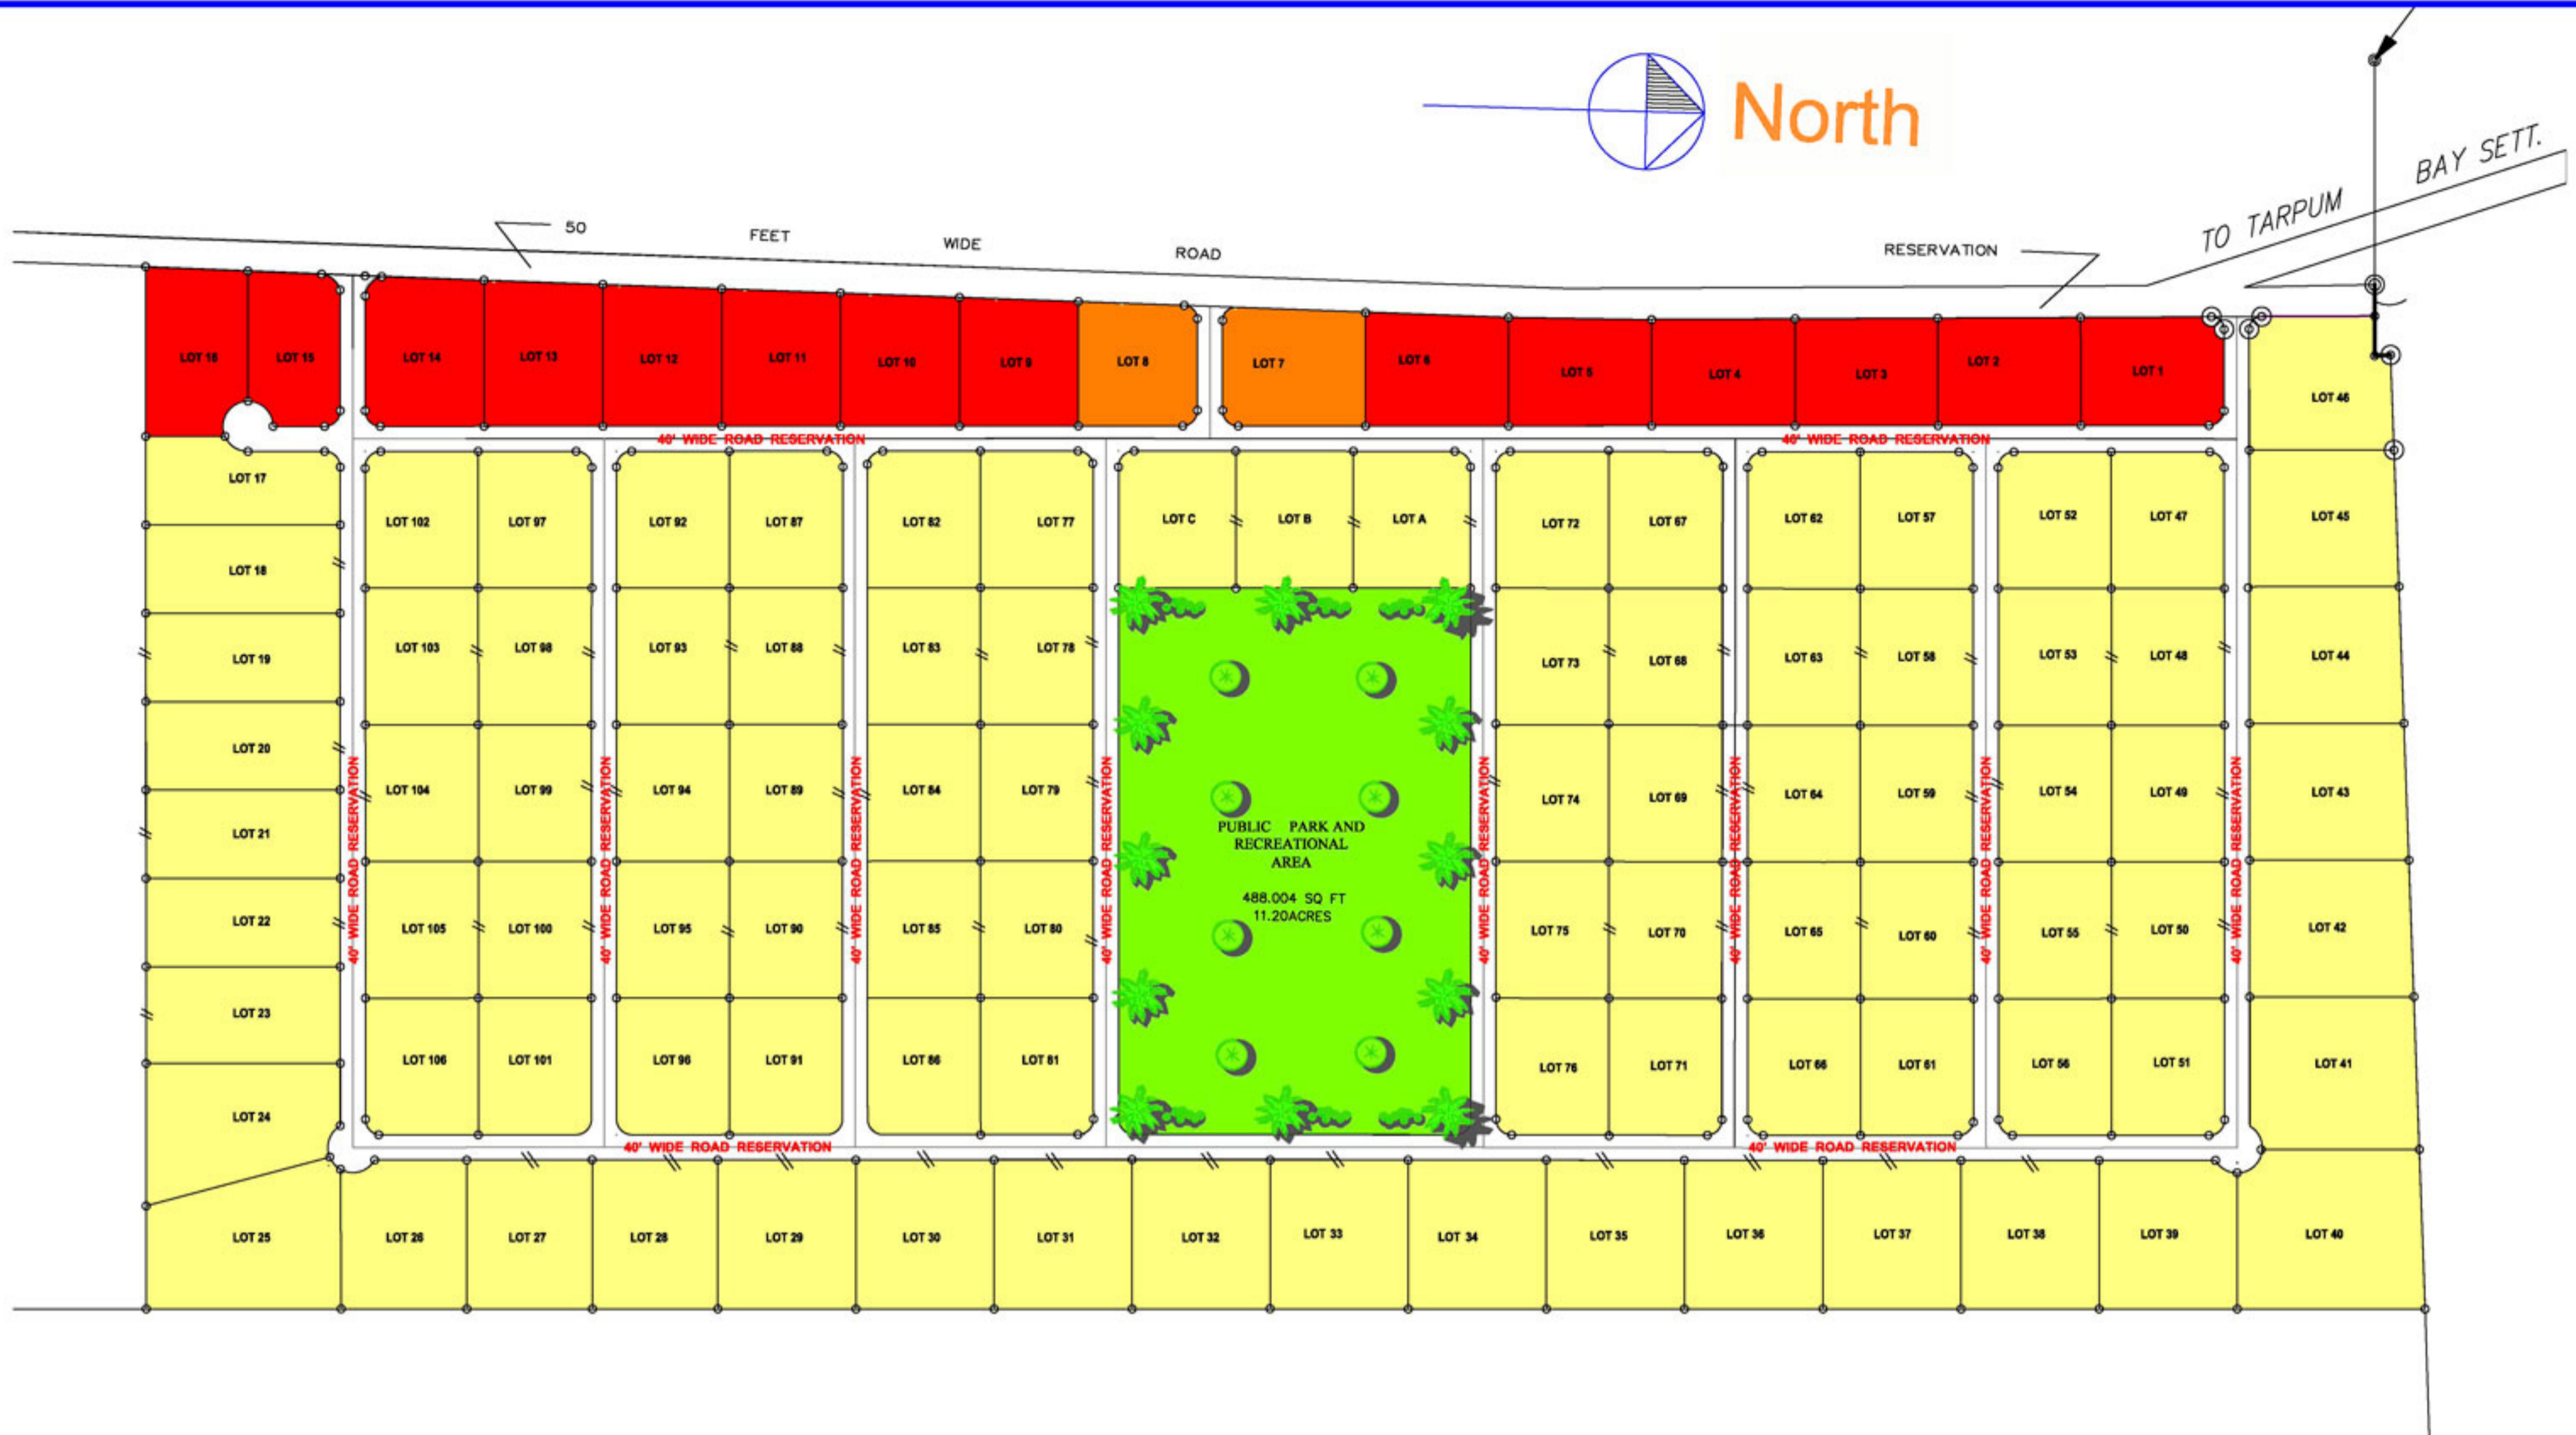 North
BAY SETT.
TO TARPUM
50 FEET WIDE ROAD RESERVATION
LOT 16
LOT 15
LOT 14
LOT 13
LOT 12
LOT 11
LOT 10
LOT 9
LOT 8
LOT 7
LOT 6
LOT 5
LOT 4
LOT 3
LOT 2
LOT 1
LOT 46
40' WIDE ROAD RESERVATION
40' WIDE ROAD RESERVATION
LOT 17
LOT 102
LOT 97
LOT 92
LOT 87
LOT 82
LOT 77
LOT C
LOT B
LOT A
LOT 72
LOT 67
LOT 62
LOT 57
LOT 52
LOT 47
LOT 45
LOT 18
LOT 19
LOT 103
LOT 98
LOT 93
LOT 88
LOT 83
LOT 78
LOT 73
LOT 68
LOT 63
LOT 58
LOT 53
LOT 48
LOT 44
LOT 20
LOT 104
LOT 99
LOT 94
LOT 89
LOT 84
LOT 79
LOT 74
LOT 69
LOT 64
LOT 59
LOT 54
LOT 49
LOT 43
40' WIDE ROAD RESERVATION
40' WIDE ROAD RESERVATION
40' WIDE ROAD RESERVATION
40' WIDE ROAD RESERVATION
40' WIDE ROAD RESERVATION
40' WIDE ROAD RESERVATION
40' WIDE ROAD RESERVATION
40' WIDE ROAD RESERVATION
PUBLIC PARK AND
RECREATIONAL
AREA
488.004 SQ FT
11.20ACRES
LOT 21
LOT 22
LOT 105
LOT 100
LOT 95
LOT 90
LOT 85
LOT 80
LOT 75
LOT 70
LOT 65
LOT 60
LOT 55
LOT 50
LOT 42
LOT 23
LOT 106
LOT 101
LOT 96
LOT 91
LOT 86
LOT 81
LOT 76
LOT 71
LOT 66
LOT 61
LOT 56
LOT 51
LOT 41
LOT 24
40' WIDE ROAD RESERVATION
40' WIDE ROAD RESERVATION
LOT 25
LOT 26
LOT 27
LOT 28
LOT 29
LOT 30
LOT 31
LOT 32
LOT 33
LOT 34
LOT 35
LOT 36
LOT 37
LOT 38
LOT 39
LOT 40